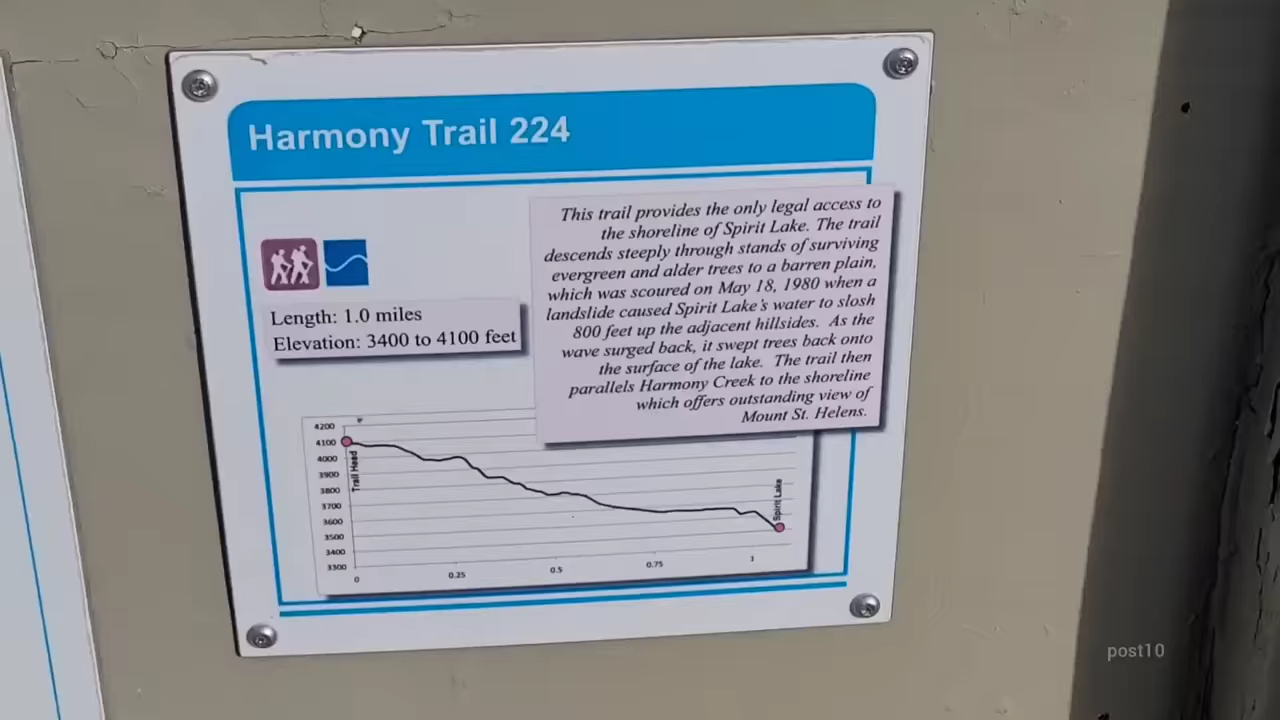 Harmony Trail 224
This trail provides the only legal access to
the shoreline of Spirit Lake. The trail
descends steeply through stands of surviving
evergreen and alder trees to a barren plain,
which was scoured on May 18, 1980 when a
landslide caused Spirit Lake's water to slosh
800 feet up the adjacent hillsides. As the
wave surged back, it swept trees back onto
the surface of the lake. The trail then
parallels Harmony Creek to the shoreline
which offers outstanding view of
Mount St. Helens.
Length: 1.0 miles
Elevation: 3400 to 4100 feet
4200
4100
4000
3900
3800
3700
3600
3500
3400
3300
Trail Head
Spirit Lake
0 0.25 0.5 0.75 1
post10